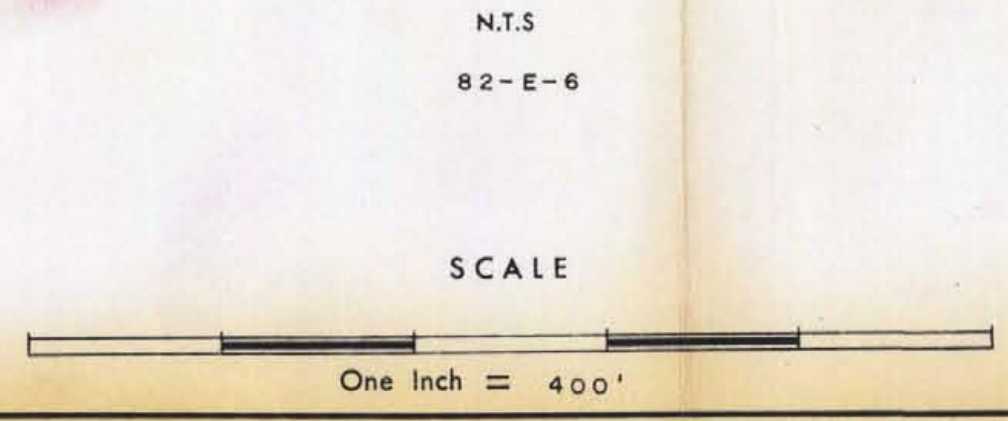 N.T.S
82-E-6
SCALE
One Inch = 400'